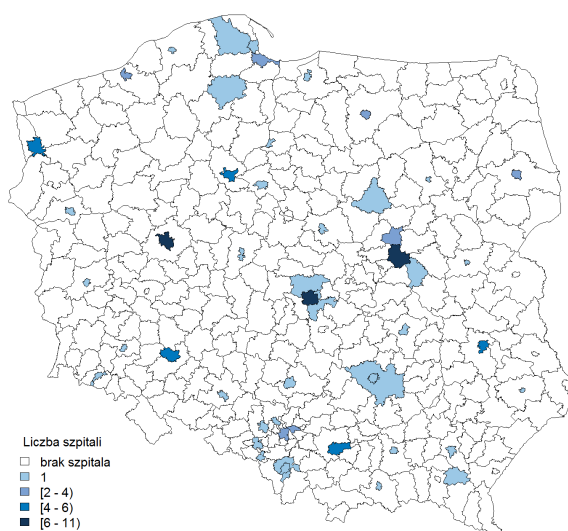 Liczba szpitali
brak szpitala
1
[2 - 4)
[4 - 6)
[6 - 11)